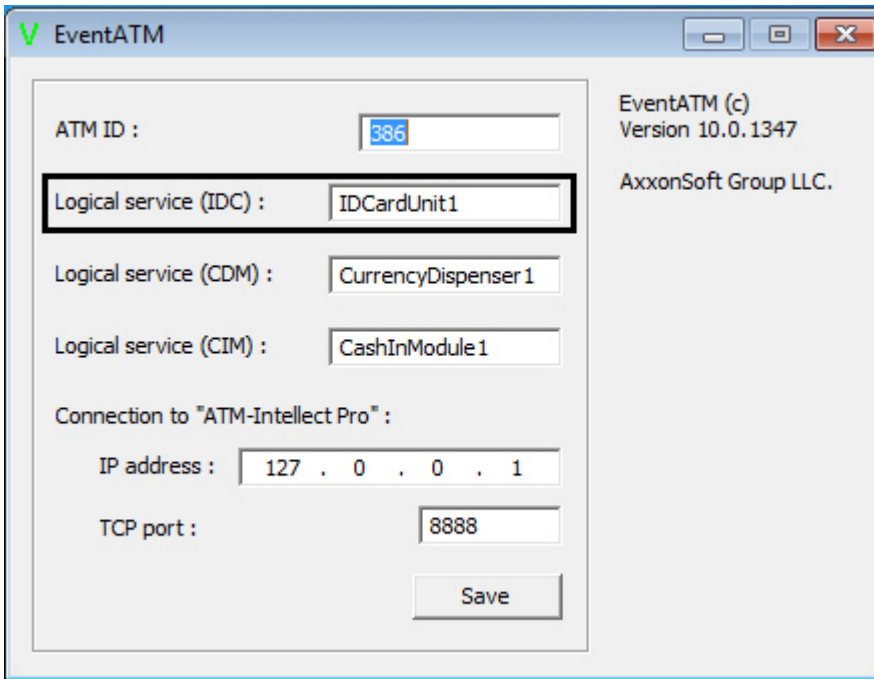 EventATM
ATM ID : 386
EventATM (c)
Version 10.0.1347
AxxonSoft Group LLC.
Logical service (IDC) : IDCardUnit1
Logical service (CDM) : CurrencyDispenser1
Logical service (CIM) : CashInModule1
Connection to "ATM-Intellect Pro" :
IP address : 127 . 0 . 0 . 1
TCP port : 8888
Save